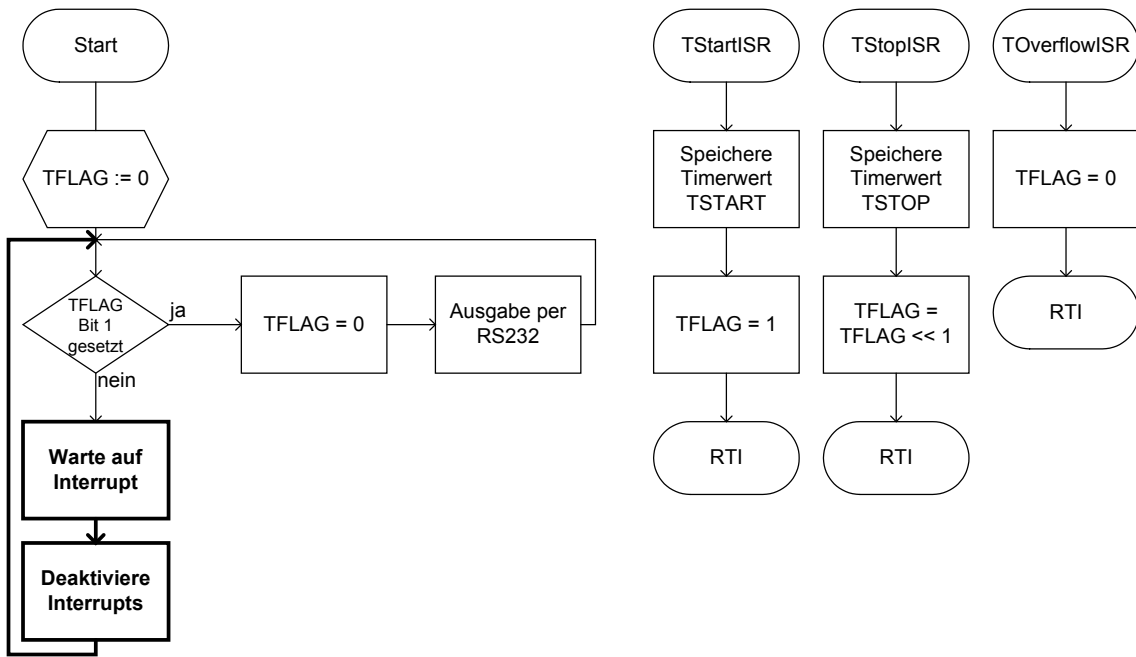 Start
TFLAG := 0
TFLAG
Bit 1
gesetzt
ja
nein
TFLAG = 0
Ausgabe per
RS232
Warte auf
Interrupt
Deaktiviere
Interrupts
TStartISR
Speichere
Timerwert
TSTART
TFLAG = 1
RTI
TStopISR
Speichere
Timerwert
TSTOP
TFLAG =
TFLAG << 1
RTI
TOverflowISR
TFLAG = 0
RTI